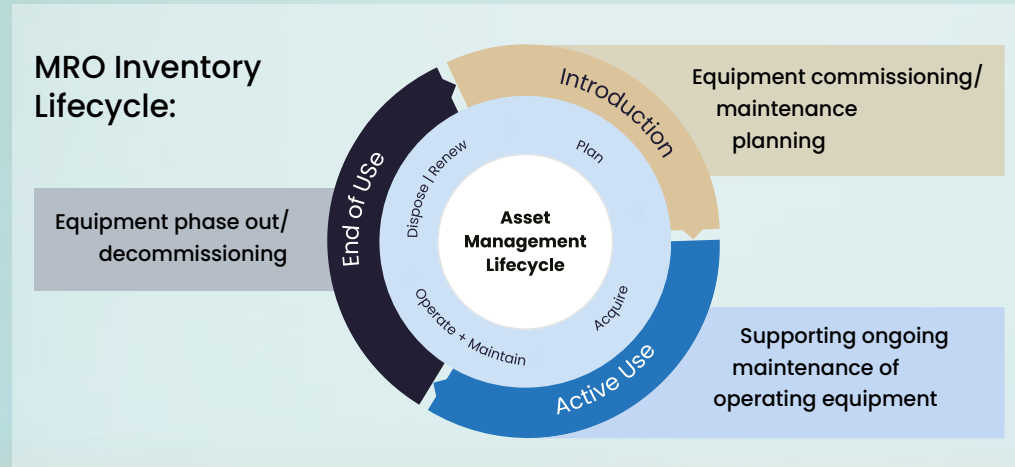 MRO Inventory
Lifecycle:
Introduction
Equipment commissioning/
maintenance
planning
Plan
Dispose | Renew
End of USe
Equipment phase out/
decommissioning
Asset
Management
Lifecycle
Acquire
Operate + Maintain
Active Use
Supporting ongoing
maintenance of
operating equipment